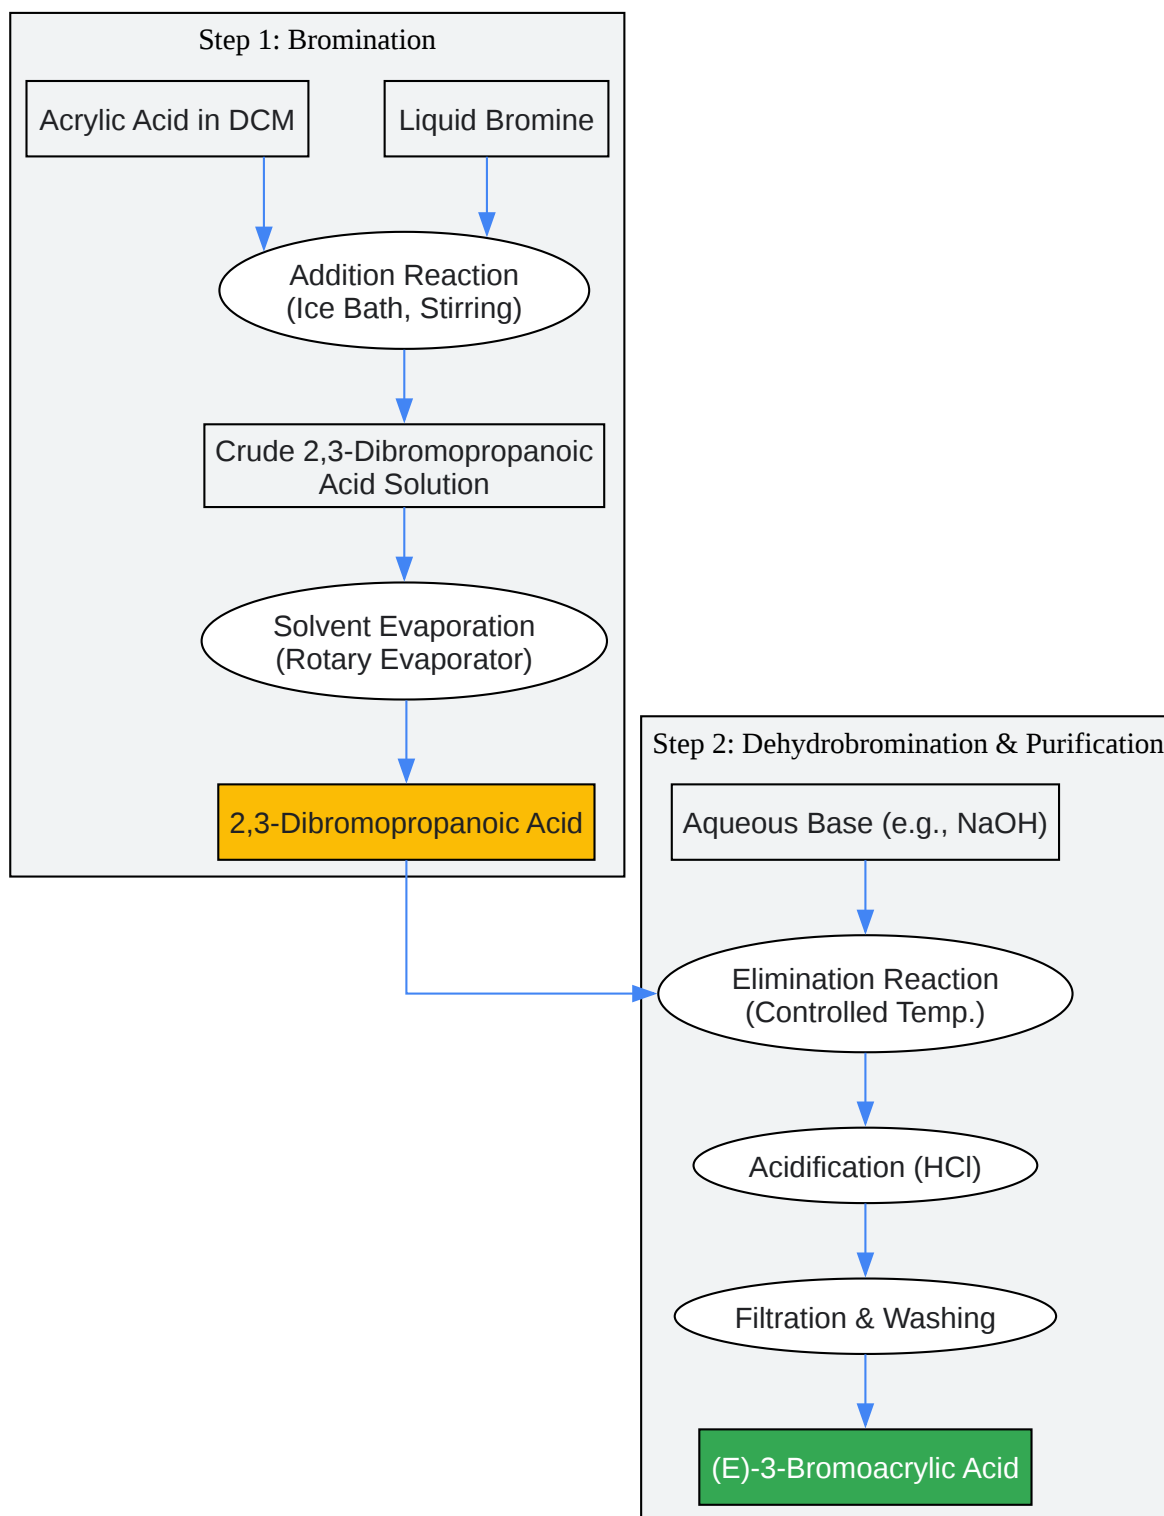 Step 1: Bromination
Acrylic Acid in DCM
Liquid Bromine
Addition Reaction
(Ice Bath, Stirring)
Crude 2,3-Dibromopropanoic
Acid Solution
Solvent Evaporation
(Rotary Evaporator)
2,3-Dibromopropanoic Acid
Step 2: Dehydrobromination & Purification
Aqueous Base (e.g., NaOH)
Elimination Reaction
(Controlled Temp.)
Acidification (HCl)
Filtration & Washing
(E)-3-Bromoacrylic Acid